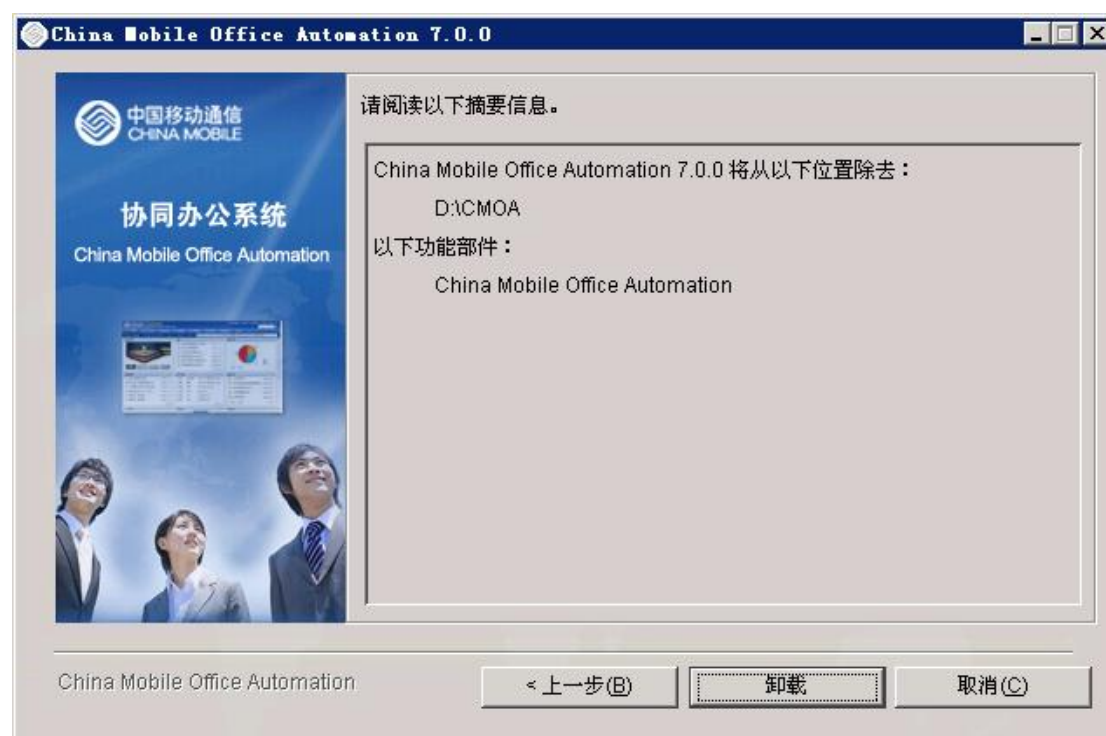 China Mobile Office Automation 7.0.0
中国移动通信
CHINA MOBILE
协同办公系统
China Mobile Office Automation
请阅读以下摘要信息。
China Mobile Office Automation 7.0.0 将从以下位置除去：
D:\CMOA
以下功能部件：
China Mobile Office Automation
China Mobile Office Automation
<上一步(B)
卸载
取消(C)